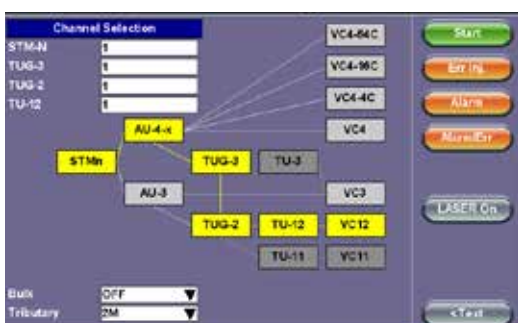 Channel Selection
STM-N 1
TUG-3 1
TUG-2 1
TU-12 1
VC4-64C
VC4-16C
VC4-4C
AU-4-x VC4
STMn TUG-3 TU-3
AU-3 VC3
TUG-2 TU-12 VC12
TU-11 VC11
Bulk OFF
Tributary 2M
Start
Err Inj.
Alarm
Alarm/Err
LASER On
<Test